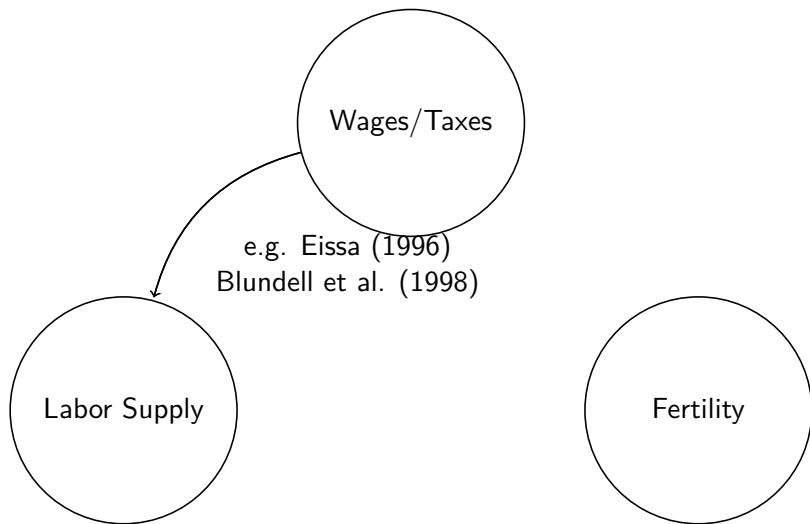 Wages/Taxes
e.g. Eissa (1996)
Blundell et al. (1998)
Labor Supply
Fertility